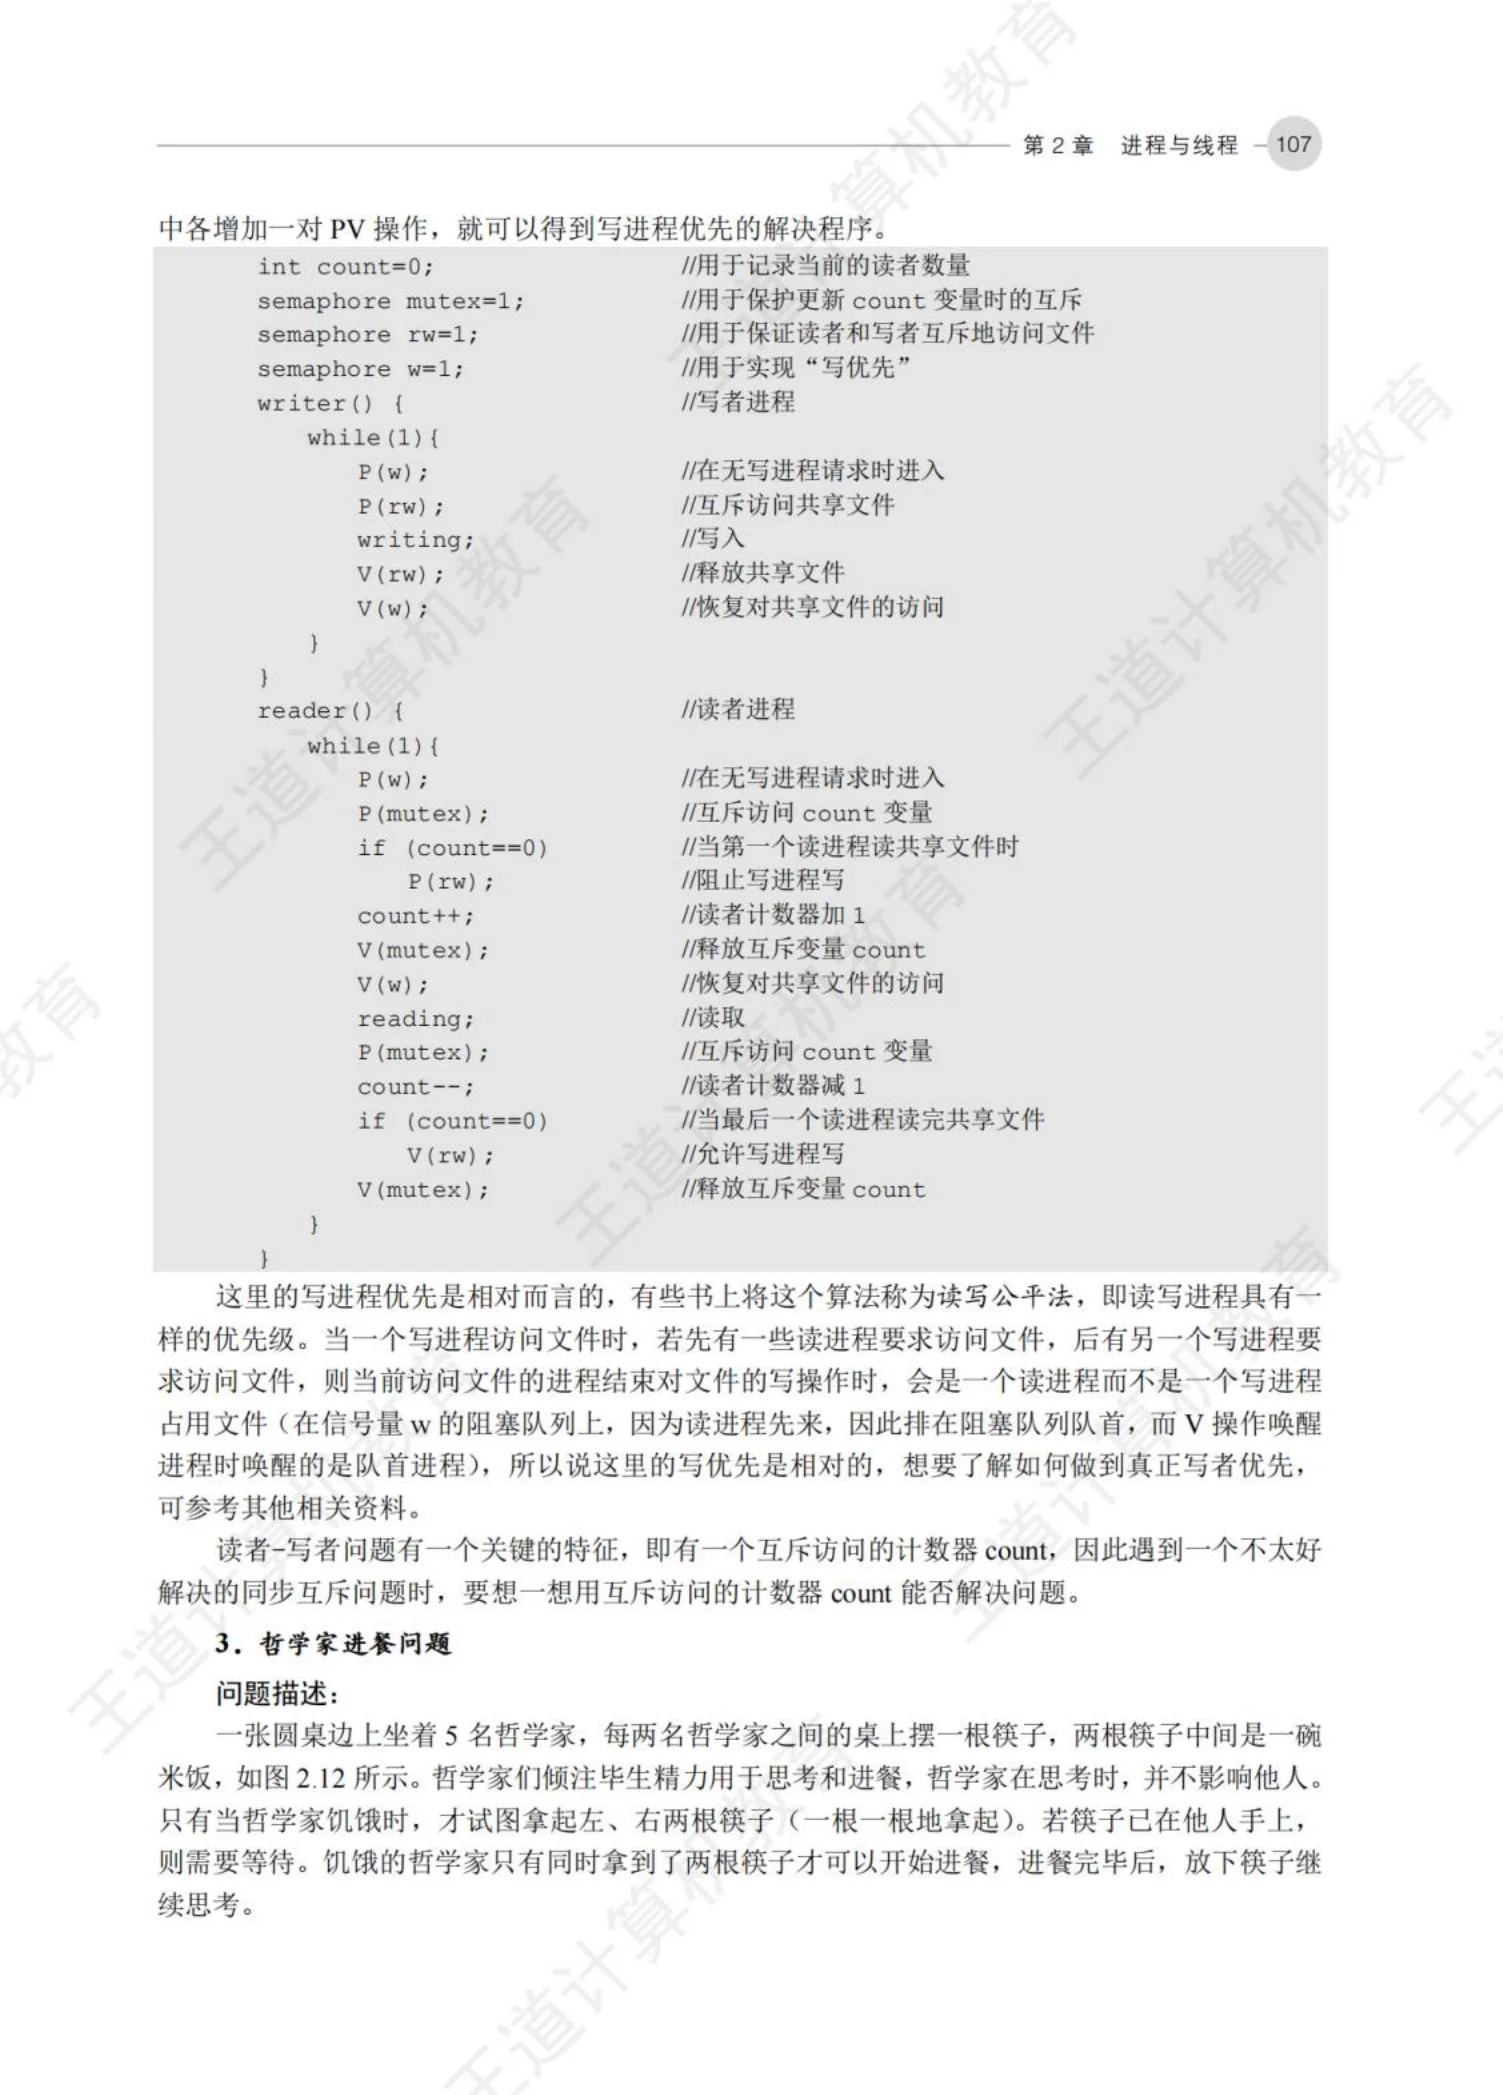 第 2 章 进程与线程 107
中各增加一对 PV 操作，就可以得到写进程优先的解决程序。
int count=0; //用于记录当前的读者数量
semaphore mutex=1; //用于保护更新 count 变量时的互斥
semaphore rw=1; //用于保证读者和写者互斥地访问文件
semaphore w=1; //用于实现“写优先”
writer() { //写者进程
while(1){
P(w); //在无写进程请求时进入
P(rw); //互斥访问共享文件
writing; //写入
V(rw); //释放共享文件
V(w); //恢复对共享文件的访问
}
}
reader() { //读者进程
while(1){
P(w); //在无写进程请求时进入
P(mutex); //互斥访问 count 变量
if (count==0) //当第一个读进程读共享文件时
P(rw); //阻止写进程写
count++; //读者计数器加 1
V(mutex); //释放互斥变量 count
V(w); //恢复对共享文件的访问
reading; //读取
P(mutex); //互斥访问 count 变量
count--; //读者计数器减 1
if (count==0) //当最后一个读进程读完共享文件
V(rw); //允许写进程写
V(mutex); //释放互斥变量 count
}
}
这里的写进程优先是相对而言的，有些书上将这个算法称为读写公平法，即读写进程具有一
样的优先级。当一个写进程访问文件时，若先有一些读进程要求访问文件，后有另一个写进程要
求访问文件，则当前访问文件的进程结束对文件的写操作时，会是一个读进程而不是一个写进程
占用文件（在信号量 w 的阻塞队列上，因为读进程先来，因此排在阻塞队列队首，而 V 操作唤醒
进程时唤醒的是队首进程），所以说这里的写优先是相对的，想要了解如何做到真正写者优先，
可参考其他相关资料。
读者–写者问题有一个关键的特征，即有一个互斥访问的计数器 count，因此遇到一个不太好
解决的同步互斥问题时，要想一想用互斥访问的计数器 count 能否解决问题。
3．哲学家进餐问题
问题描述：
一张圆桌边上坐着 5 名哲学家，每两名哲学家之间的桌上摆一根筷子，两根筷子中间是一碗
米饭，如图 2.12 所示。哲学家们倾注毕生精力用于思考和进餐，哲学家在思考时，并不影响他人。
只有当哲学家饥饿时，才试图拿起左、右两根筷子（一根一根地拿起）。若筷子已在他人手上，
则需要等待。饥饿的哲学家只有同时拿到了两根筷子才可以开始进餐，进餐完毕后，放下筷子继
续思考。
王道计算机教育